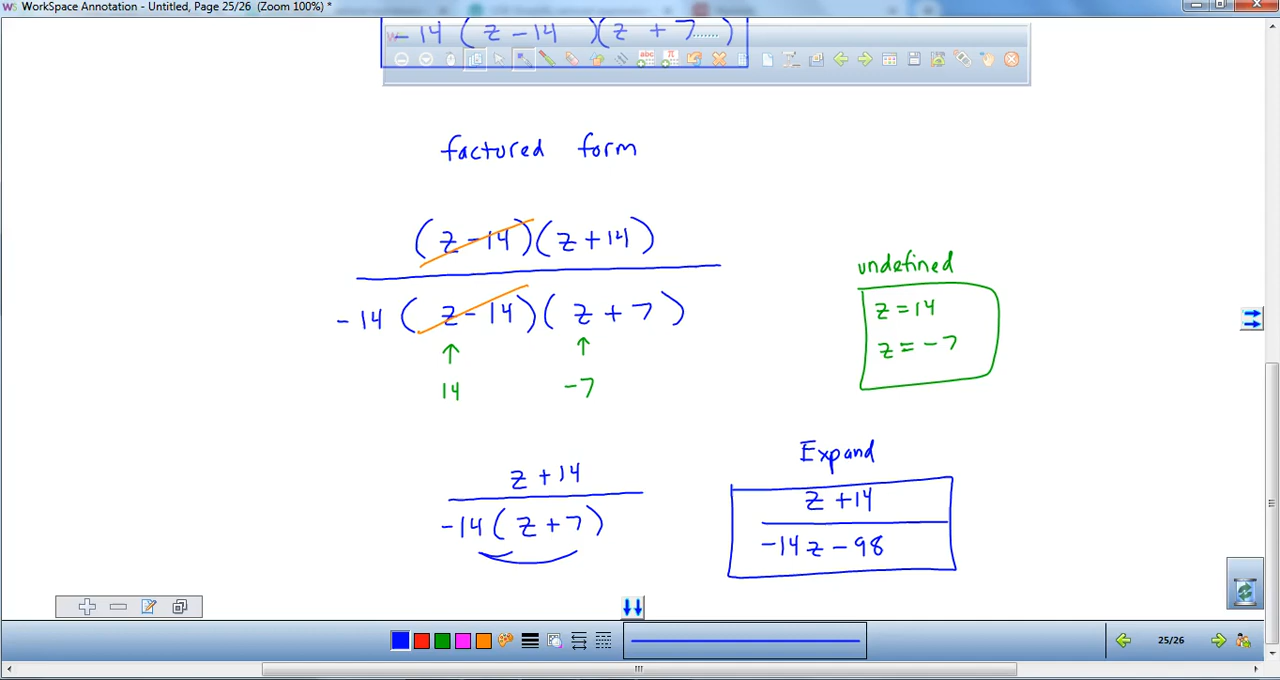 WorkSpace Annotation - Untitled, Page 25/26 (Zoom 100%) *
-14 (z -14 )(z + 7.......)
factored form
(z -14)(z +14)
-14 (z -14)( z + 7)
↑ ↑
14 -7
undefined
z = 14
z = -7
z +14
-14(z +7)
Expand
z +14
-14z -98
25/26